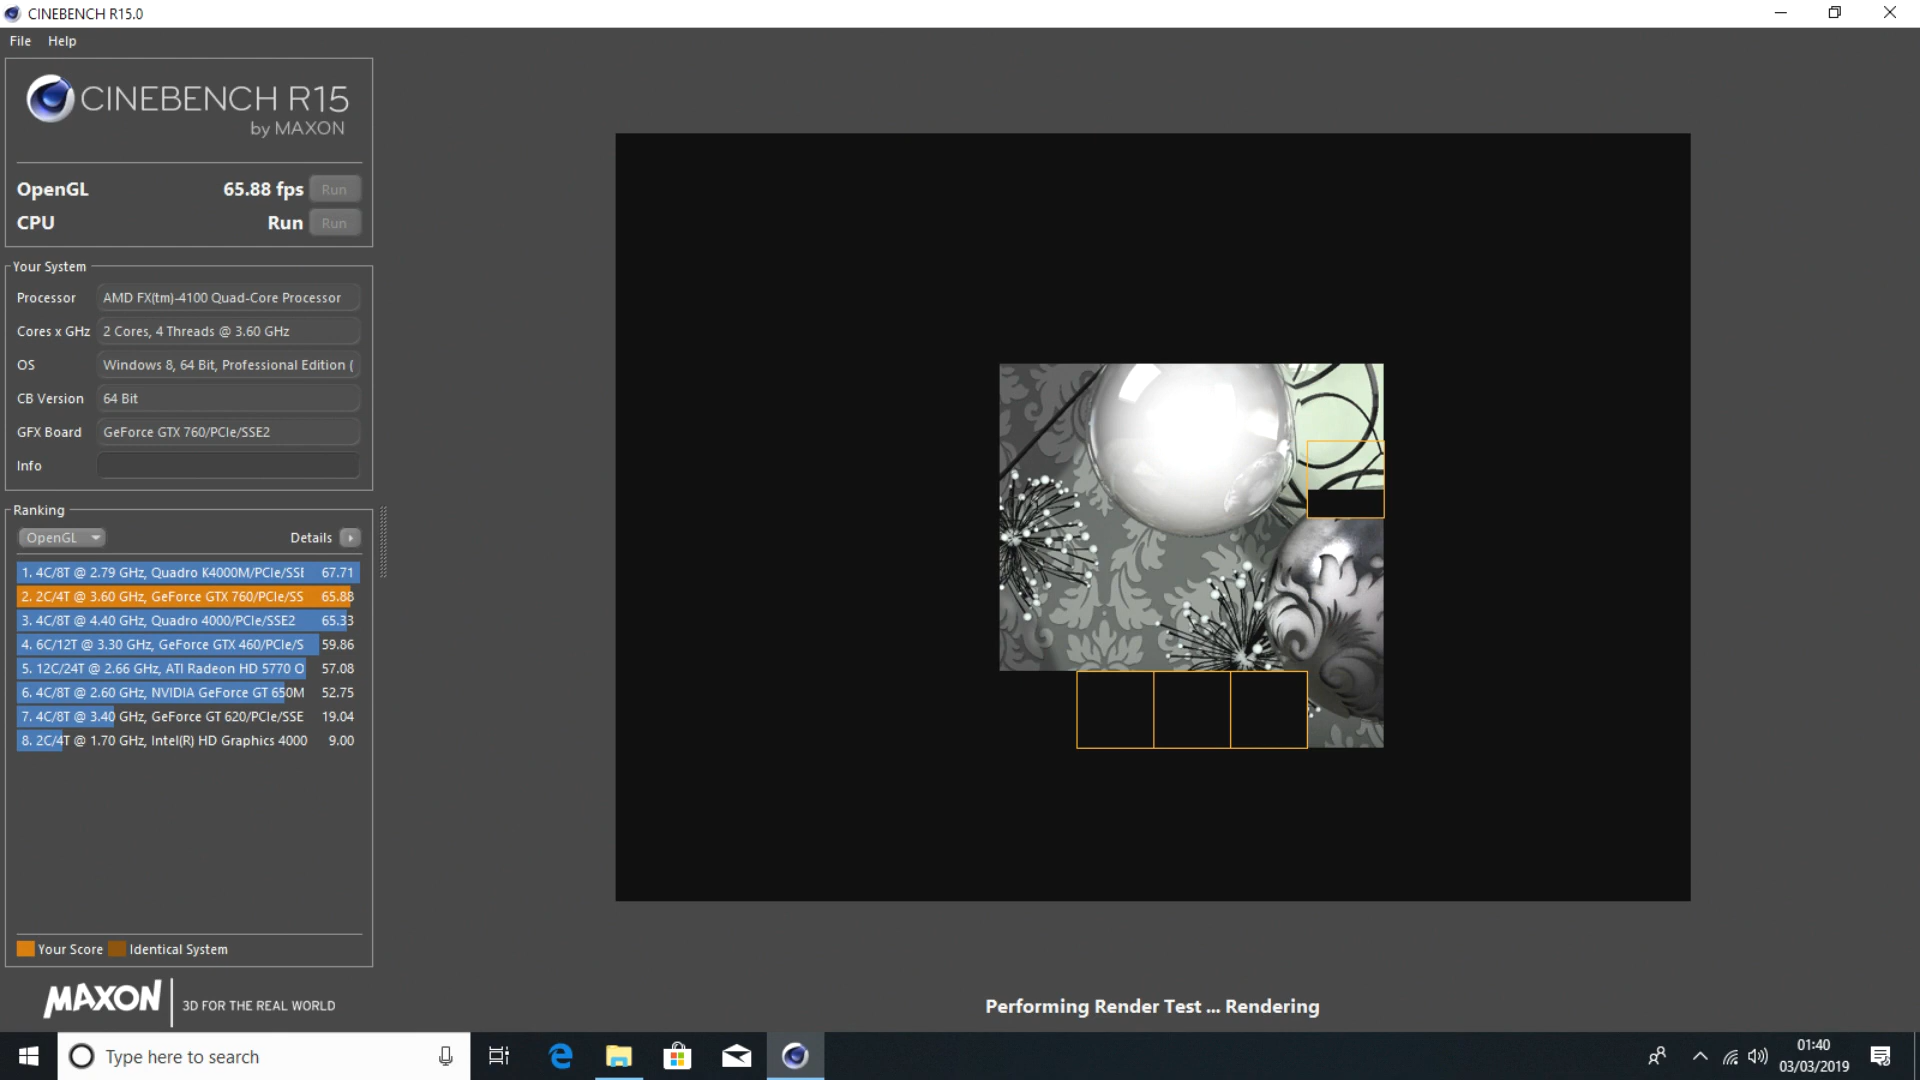 CINEBENCH R15.0
File Help
CINEBENCH R15
by MAXON
OpenGL 65.88 fps Run
CPU Run Run
Your System
Processor AMD FX(tm)-4100 Quad-Core Processor
Cores x GHz 2 Cores, 4 Threads @ 3.60 GHz
OS Windows 8, 64 Bit, Professional Edition (
CB Version 64 Bit
GFX Board GeForce GTX 760/PCIe/SSE2
Info
Ranking
OpenGL Details
1. 4C/8T @ 2.79 GHz, Quadro K4000M/PCIe/SSE 67.71
2. 2C/4T @ 3.60 GHz, GeForce GTX 760/PCIe/SS 65.88
3. 4C/8T @ 4.40 GHz, Quadro 4000/PCIe/SSE2 65.33
4. 6C/12T @ 3.30 GHz, GeForce GTX 460/PCIe/S 59.86
5. 12C/24T @ 2.66 GHz, ATI Radeon HD 5770 O 57.08
6. 4C/8T @ 2.60 GHz, NVIDIA GeForce GT 650M 52.75
7. 4C/8T @ 3.40 GHz, GeForce GT 620/PCIe/SSE 19.04
8. 2C/4T @ 1.70 GHz, Intel(R) HD Graphics 4000 9.00
Your Score Identical System
MAXON 3D FOR THE REAL WORLD
Performing Render Test ... Rendering
Type here to search
01:40
03/03/2019